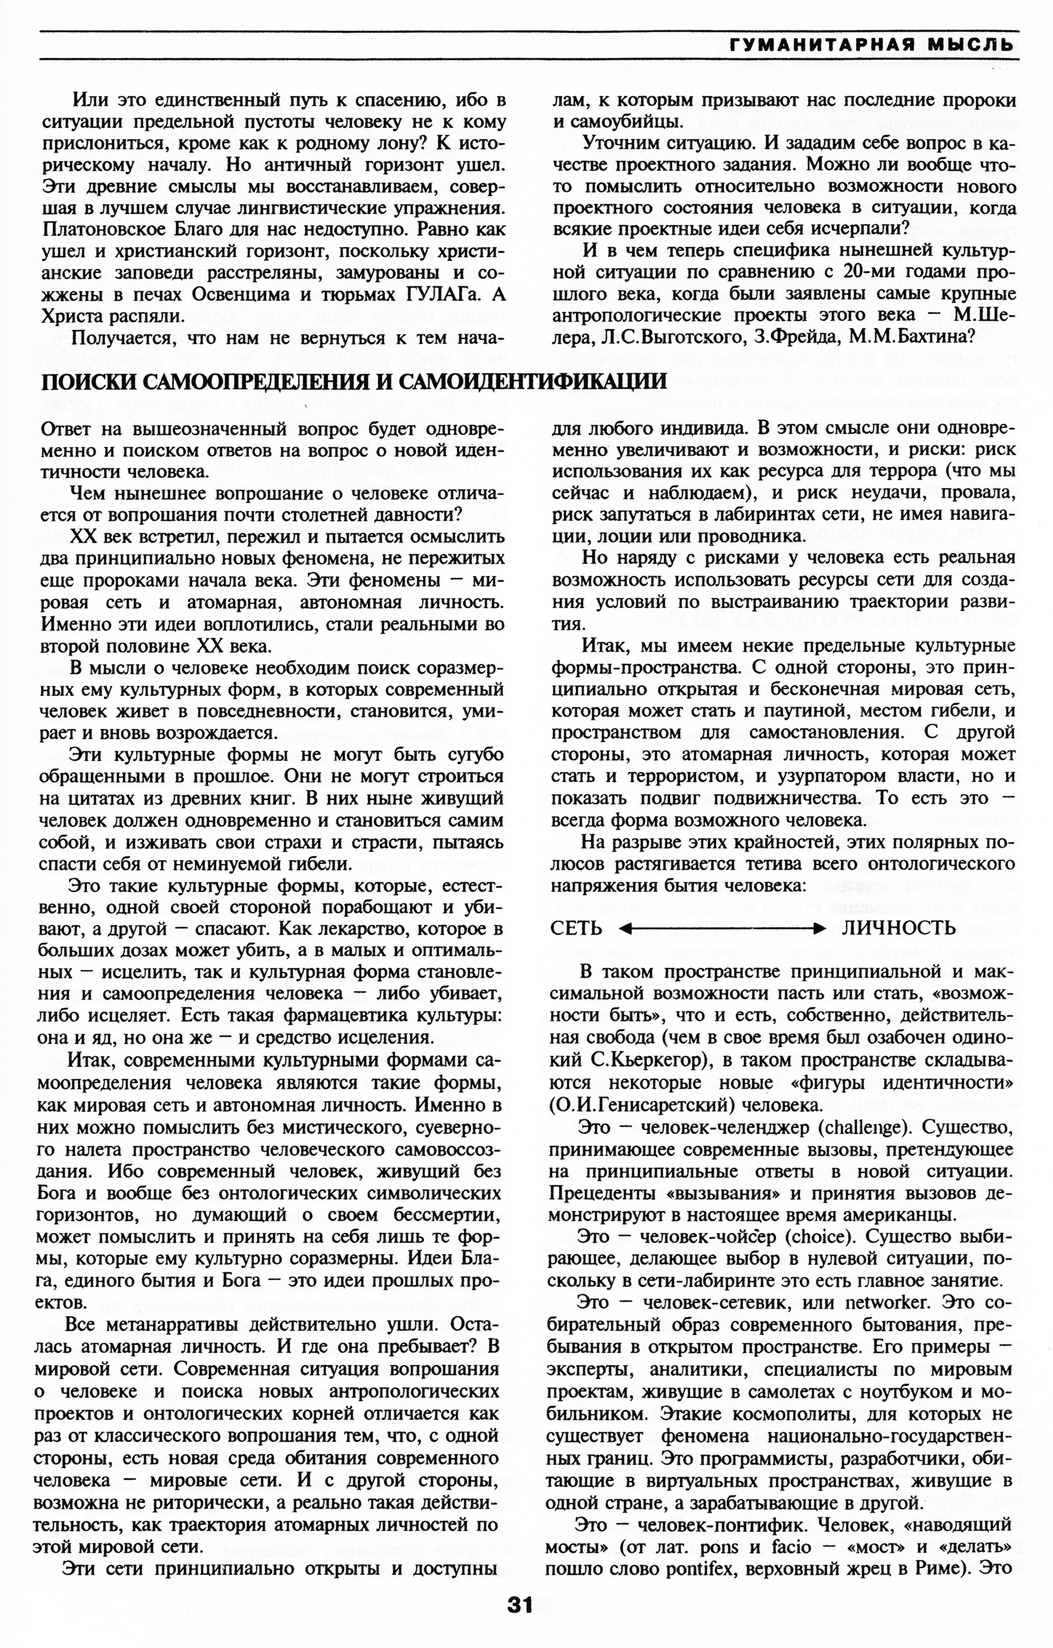 ГУМАНИТАРНАЯ МЫСЛЬ
Или это единственный путь к спасению, ибо в
ситуации предельной пустоты человеку не к кому
прислониться, кроме как к родному лону? К исто-
рическому началу. Но античный горизонт ушел.
Эти древние смыслы мы восстанавливаем, совер-
шая в лучшем случае лингвистические упражнения.
Платоновское Благо для нас недоступно. Равно как
ушел и христианский горизонт, поскольку христи-
анские заповеди расстреляны, замурованы и со-
жжены в печах Освенцима и тюрьмах ГУЛАГа. А
Христа распяли.
Получается, что нам не вернуться к тем нача-
лам, к которым призывают нас последние пророки
и самоубийцы.
Уточним ситуацию. И зададим себе вопрос в ка-
честве проектного задания. Можно ли вообще что-
то помыслить относительно возможности нового
проектного состояния человека в ситуации, когда
всякие проектные идеи себя исчерпали?
И в чем теперь специфика нынешней культур-
ной ситуации по сравнению с 20-ми годами про-
шлого века, когда были заявлены самые крупные
антропологические проекты этого века — М.Ше-
лера, Л.С.Выготского, З.Фрейда, М.М.Бахтина?
ПОИСКИ САМООПРЕДЕЛЕНИЯ И САМОИДЕНТИФИКАЦИИ
Ответ на вышеозначенный вопрос будет одновре-
менно и поиском ответов на вопрос о новой иден-
тичности человека.
Чем нынешнее вопрошание о человеке отлича-
ется от вопрошания почти столетней давности?
XX век встретил, пережил и пытается осмыслить
два принципиально новых феномена, не пережитых
еще пророками начала века. Эти феномены — ми-
ровая сеть и атомарная, автономная личность.
Именно эти идеи воплотились, стали реальными во
второй половине XX века.
В мысли о человеке необходим поиск соразмер-
ных ему культурных форм, в которых современный
человек живет в повседневности, становится, уми-
рает и вновь возрождается.
Эти культурные формы не могут быть сугубо
обращенными в прошлое. Они не могут строиться
на цитатах из древних книг. В них ныне живущий
человек должен одновременно и становиться самим
собой, и изживать свои страхи и страсти, пытаясь
спасти себя от неминуемой гибели.
Это такие культурные формы, которые, естест-
венно, одной своей стороной порабощают и уби-
вают, а другой — спасают. Как лекарство, которое в
больших дозах может убить, а в малых и оптималь-
ных — исцелить, так и культурная форма становле-
ния и самоопределения человека — либо убивает,
либо исцеляет. Есть такая фармацевтика культуры:
она и яд, но она же — и средство исцеления.
Итак, современными культурными формами са-
моопределения человека являются такие формы,
как мировая сеть и автономная личность. Именно в
них можно помыслить без мистического, суеверно-
го налета пространство человеческого самовоссоз-
дания. Ибо современный человек, живущий без
Бога и вообще без онтологических символических
горизонтов, но думающий о своем бессмертии,
может помыслить и принять на себя лишь те фор-
мы, которые ему культурно соразмерны. Идеи Бла-
га, единого бытия и Бога — это идеи прошлых про-
ектов.
Все метанарративы действительно ушли. Оста-
лась атомарная личность. И где она пребывает? В
мировой сети. Современная ситуация вопрошания
о человеке и поиска новых антропологических
проектов и онтологических корней отличается как
раз от классического вопрошания тем, что, с одной
стороны, есть новая среда обитания современного
человека — мировые сети. И с другой стороны,
возможна не риторически, а реально такая действи-
тельность, как траектория атомарных личностей по
этой мировой сети.
Эти сети принципиально открыты и доступны
для любого индивида. В этом смысле они одновре-
менно увеличивают и возможности, и риски: риск
использования их как ресурса для террора (что мы
сейчас и наблюдаем), и риск неудачи, провала,
риск запутаться в лабиринтах сети, не имея навига-
ции, лоции или проводника.
Но наряду с рисками у человека есть реальная
возможность использовать ресурсы сети для созда-
ния условий по выстраиванию траектории разви-
тия.
Итак, мы имеем некие предельные культурные
формы-пространства. С одной стороны, это прин-
ципиально открытая и бесконечная мировая сеть,
которая может стать и паутиной, местом гибели, и
пространством для самостановления. С другой
стороны, это атомарная личность, которая может
стать и террористом, и узурпатором власти, но и
показать подвиг подвижничества. То есть это —
всегда форма возможного человека.
На разрыве этих крайностей, этих полярных по-
люсов растягивается тетива всего онтологического
напряжения бытия человека:
СЕТЬ ◄————► ЛИЧНОСТЬ
В таком пространстве принципиальной и мак-
симальной возможности пасть или стать, «возмож-
ности быть», что и есть, собственно, действитель-
ная свобода (чем в свое время был озабочен одино-
кий С.Кьеркегор), в таком пространстве складыва-
ются некоторые новые «фигуры идентичности»
(О.И.Генисаретский) человека.
Это — человек-челенджер (challenge). Существо,
принимающее современные вызовы, претендующее
на принципиальные ответы в новой ситуации.
Прецеденты «вызывания» и принятия вызовов де-
монстрируют в настоящее время американцы.
Это — человек-чойсер (choice). Существо выби-
рающее, делающее выбор в нулевой ситуации, по-
скольку в сети-лабиринте это есть главное занятие.
Это — человек-сетевик, или networker. Это со-
бирательный образ современного бытования, пре-
бывания в открытом пространстве. Его примеры —
эксперты, аналитики, специалисты по мировым
проектам, живущие в самолетах с ноутбуком и мо-
бильником. Этакие космополиты, для которых не
существует феномена национально-государствен-
ных границ. Это программисты, разработчики, оби-
тающие в виртуальных пространствах, живущие в
одной стране, а зарабатывающие в другой.
Это — человек-понтифик. Человек, «наводящий
мосты» (от лат. pons и facio — «мост» и «делать»
пошло слово pontifex, верховный жрец в Риме). Это
31